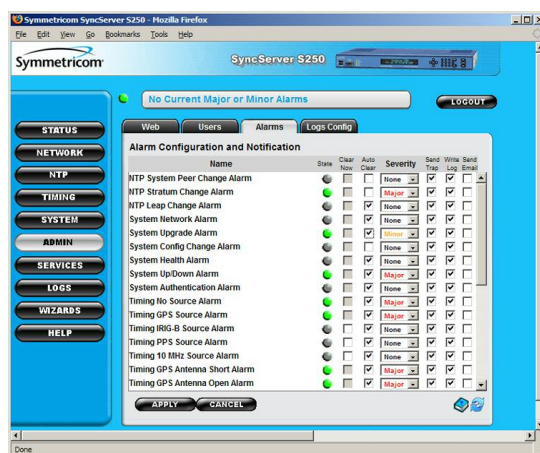 Symmetricom SyncServer S250 - Mozilla Firefox
File Edit View Go Bookmarks Tools Help
Symmetricom
SyncServer S250
No Current Major or Minor Alarms
LOGOUT
STATUS
NETWORK
NTP
TIMING
SYSTEM
ADMIN
SERVICES
LOGS
WIZARDS
HELP
Web Users Alarms Logs Config
Alarm Configuration and Notification
Name State Clear Now Auto Clear Severity Send Trap Write Log Send Email
NTP System Peer Change Alarm None
NTP Stratum Change Alarm Major
NTP Leap Change Alarm None
System Network Alarm None
System Upgrade Alarm Minor
System Config Change Alarm None
System Health Alarm None
System Up/Down Alarm Major
System Authentication Alarm None
Timing No Source Alarm Major
Timing GPS Source Alarm Major
Timing IRIG-B Source Alarm None
Timing PPS Source Alarm None
Timing 10 MHz Source Alarm None
Timing GPS Antenna Short Alarm Major
Timing GPS Antenna Open Alarm Major
APPLY CANCEL
Done